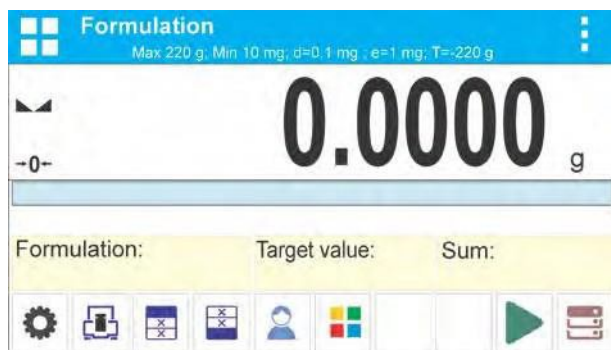 Formulation
Max 220 g; Min 10 mg; d=0.1 mg ; e=1 mg; T=-220 g
→0←
0.0000 g
Formulation: Target value: Sum: